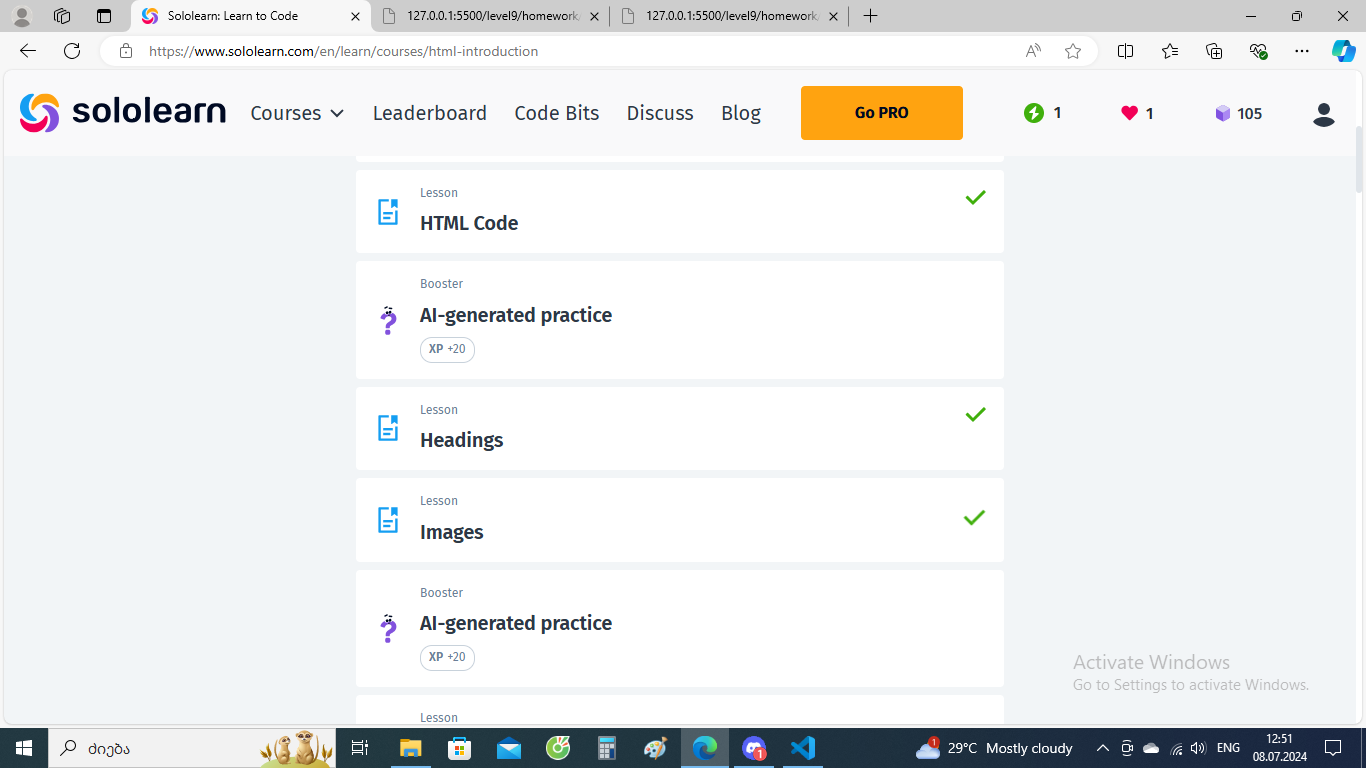 Sololearn: Learn to Code
127.0.0.1:5500/level9/homework
127.0.0.1:5500/level9/homework
https://www.sololearn.com/en/learn/courses/html-introduction
sololearn
Courses
Leaderboard
Code Bits
Discuss
Blog
Go PRO
1
1
105
Lesson
HTML Code
Booster
AI-generated practice
XP +20
Lesson
Headings
Lesson
Images
Booster
AI-generated practice
XP +20
Lesson
Activate Windows
Go to Settings to activate Windows.
ძიება
1
1
29°C Mostly cloudy
ENG
12:51
08.07.2024